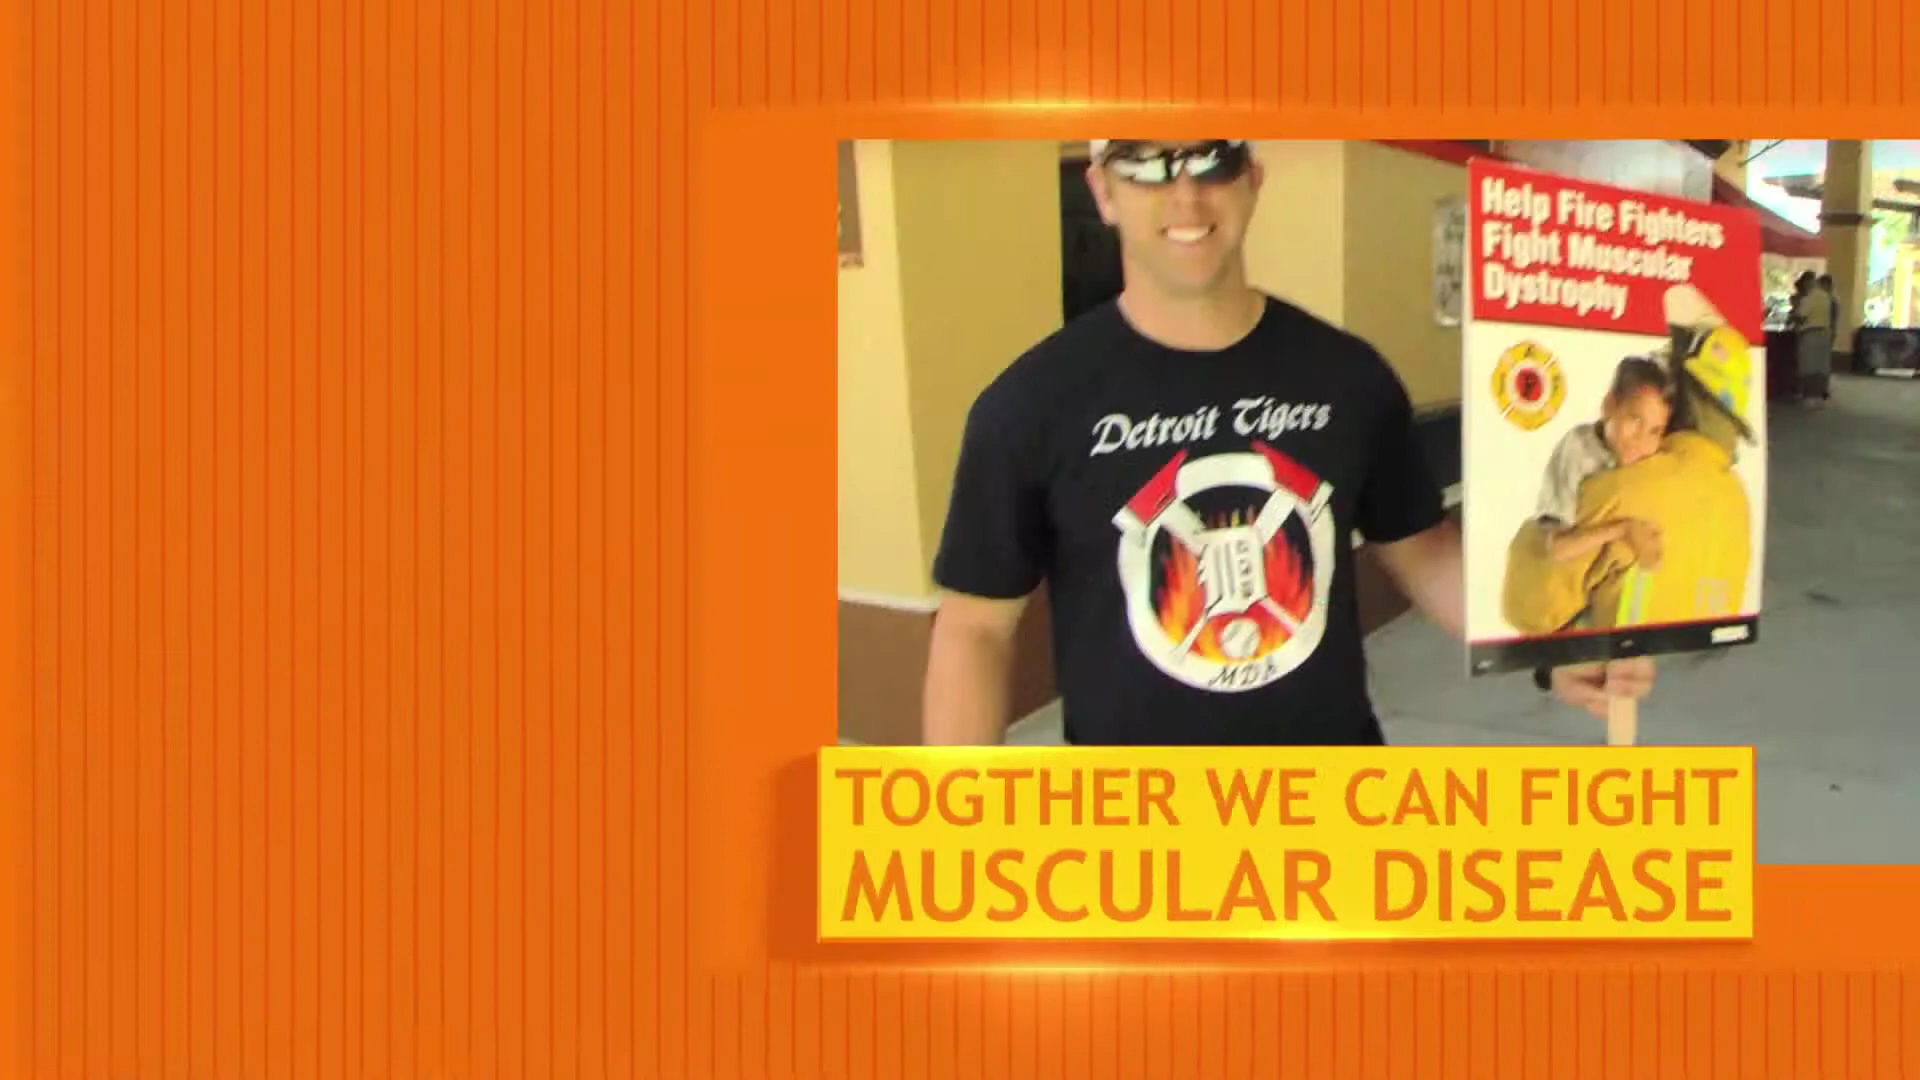 Help Fire Fighters
Fight Muscular
Dystrophy
Detroit Tigers
MDA
TOGTHER WE CAN FIGHT
MUSCULAR DISEASE